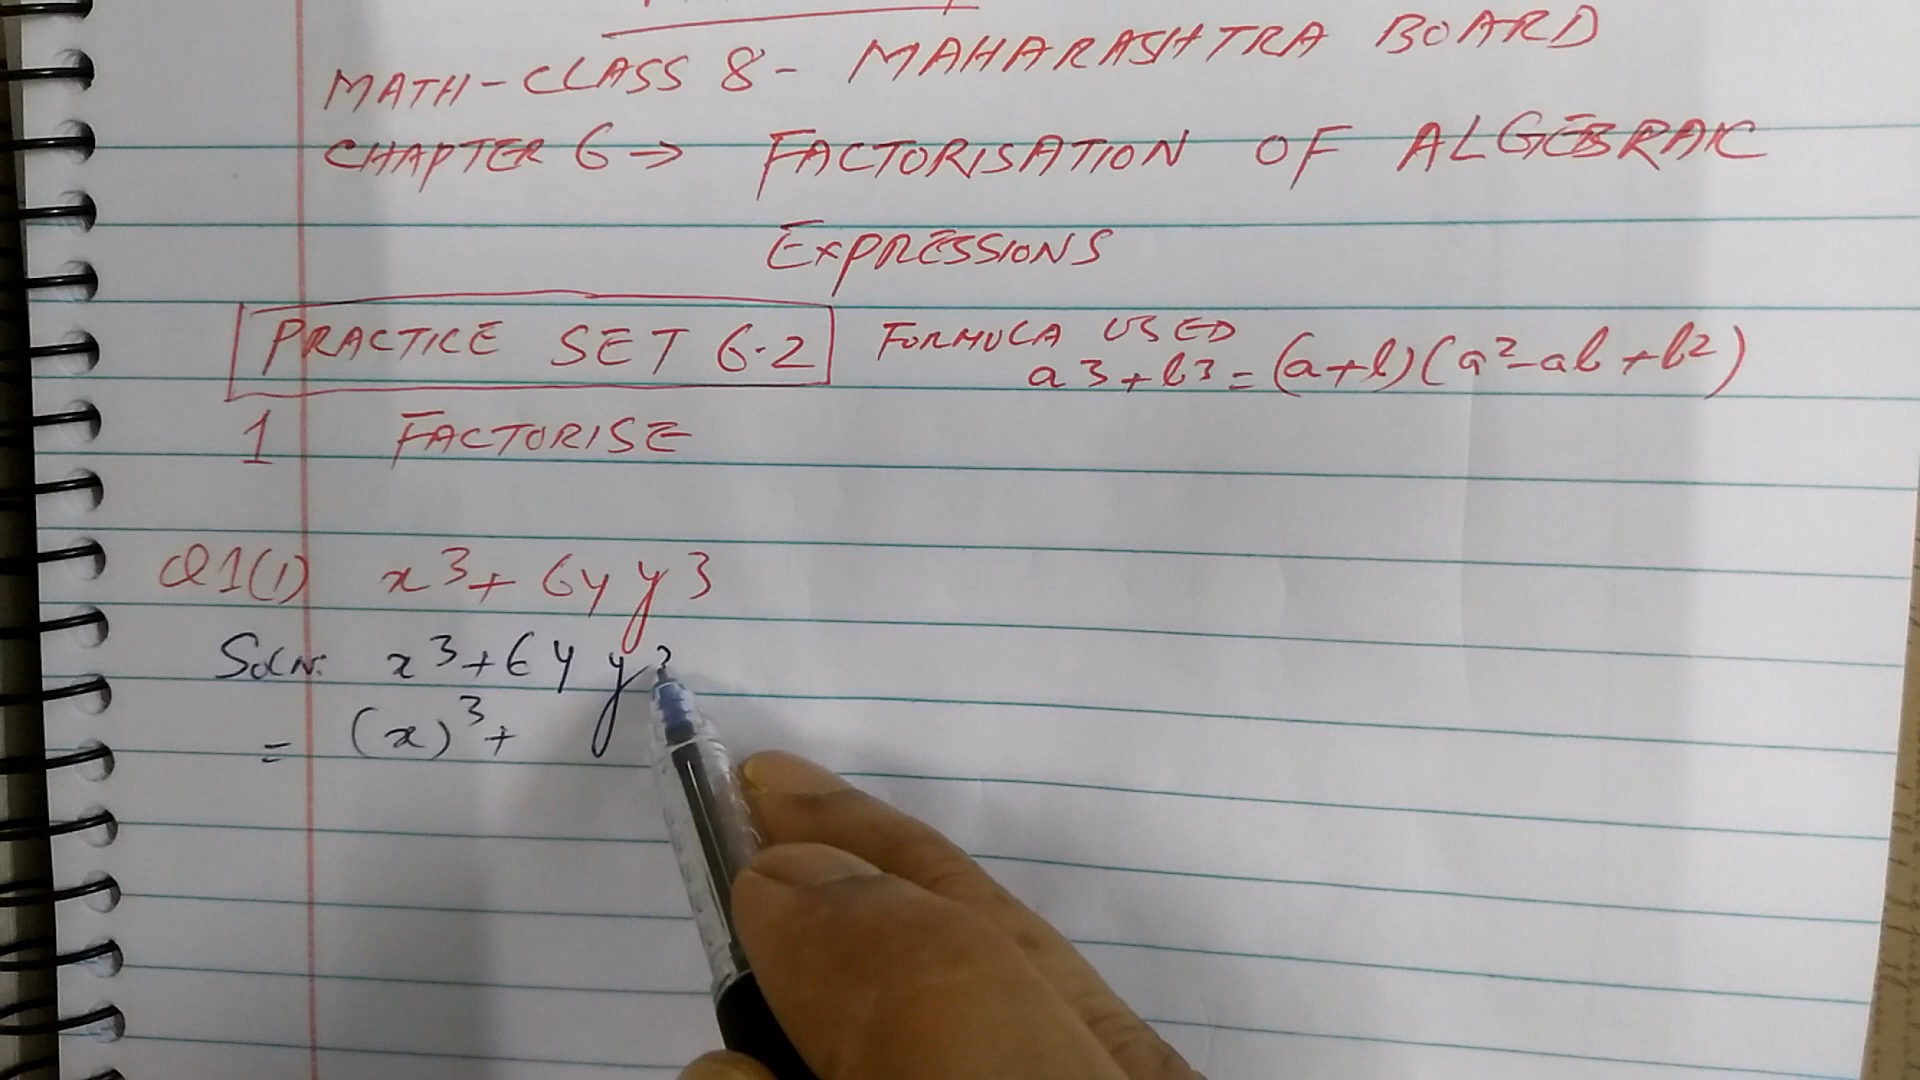 MATH-CLASS 8- MAHARASHTRA BOARD
CHAPTER 6 → FACTORISATION OF ALGEBRAIC
EXPRESSIONS
PRACTICE SET 6.2 FORMULA USED
a3+b3=(a+b)(a²-ab+b²)
1 FACTORISE
Q1(1) x³+64y3
Soln: x³+64y3
= (x)³+